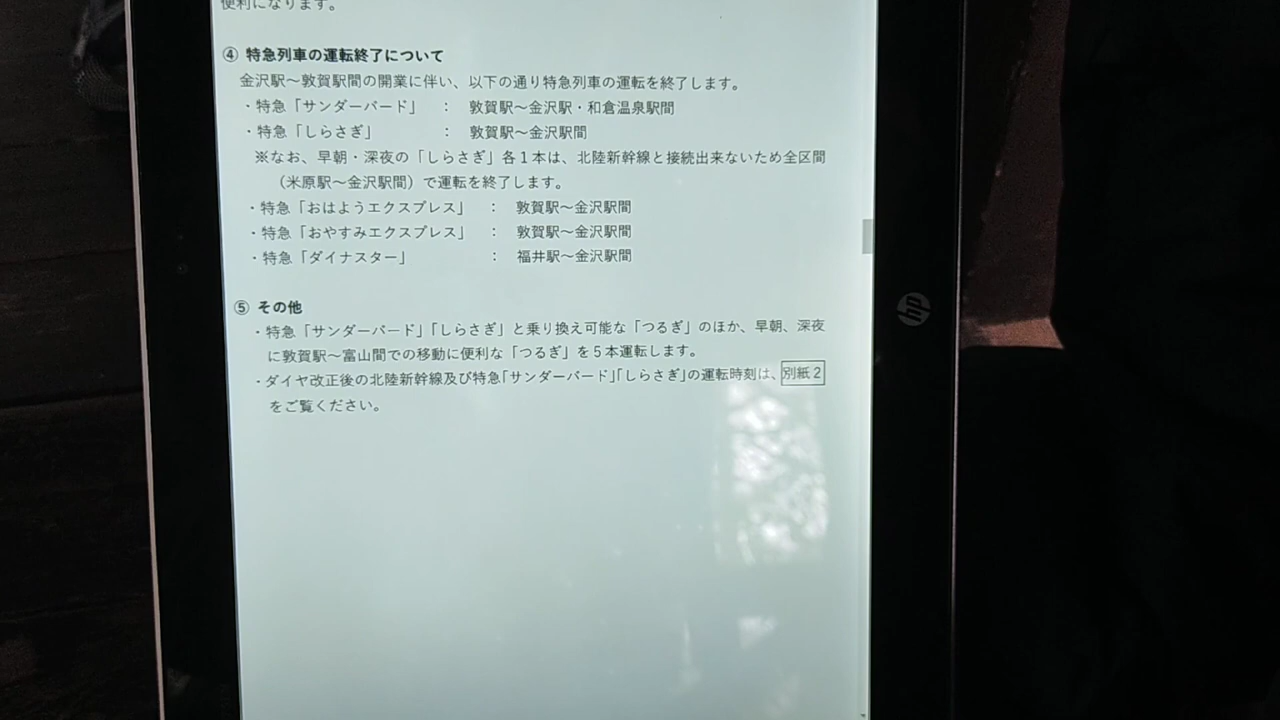 便利になります。
④ 特急列車の運転終了について
金沢駅～敦賀駅間の開業に伴い、以下の通り特急列車の運転を終了します。
・特急「サンダーバード」 ： 敦賀駅～金沢駅・和倉温泉駅間
・特急「しらさぎ」 ： 敦賀駅～金沢駅間
※なお、早朝・深夜の「しらさぎ」各１本は、北陸新幹線と接続出来ないため全区間
（米原駅～金沢駅間）で運転を終了します。
・特急「おはようエクスプレス」 ： 敦賀駅～金沢駅間
・特急「おやすみエクスプレス」 ： 敦賀駅～金沢駅間
・特急「ダイナスター」 ： 福井駅～金沢駅間
⑤ その他
・特急「サンダーバード」「しらさぎ」と乗り換え可能な「つるぎ」のほか、早朝、深夜
に敦賀駅～富山間での移動に便利な「つるぎ」を５本運転します。
・ダイヤ改正後の北陸新幹線及び特急「サンダーバード」「しらさぎ」の運転時刻は、別紙２
をご覧ください。
hp